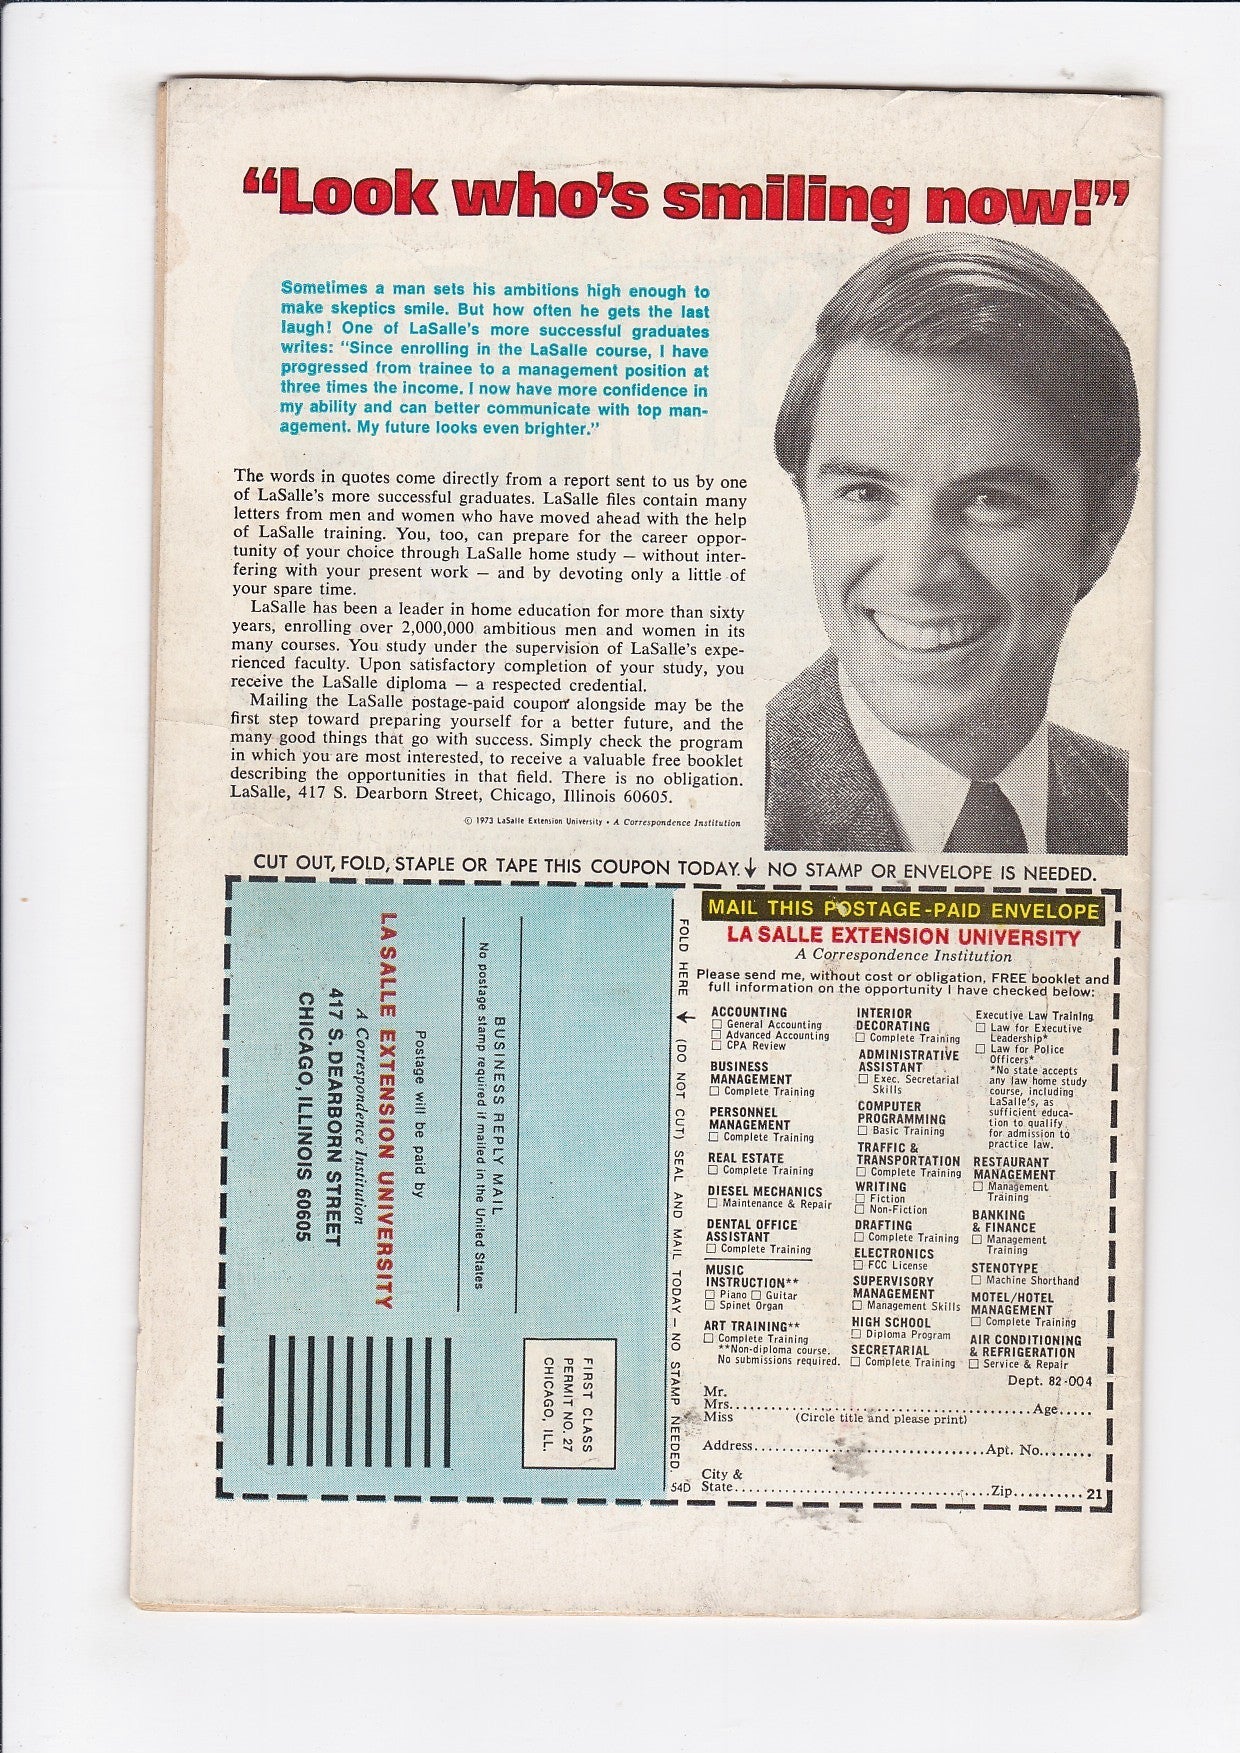 “Look who’s smiling now!”
Sometimes a man sets his ambitions high enough to
make skeptics smile. But how often he gets the last
laugh! One of LaSalle’s more successful graduates
writes: “Since enrolling in the LaSalle course, I have
progressed from trainee to a management position at
three times the income. I now have more confidence in
my ability and can better communicate with top man-
agement. My future looks even brighter.”
The words in quotes come directly from a report sent to us by one
of LaSalle’s more successful graduates. LaSalle files contain many
letters from men and women who have moved ahead with the help
of LaSalle training. You, too, can prepare for the career oppor-
tunity of your choice through LaSalle home study — without inter-
fering with your present work — and by devoting only a little of
your spare time.
LaSalle has been a leader in home education for more than sixty
years, enrolling over 2,000,000 ambitious men and women in its
many courses. You study under the supervision of LaSalle’s expe-
rienced faculty. Upon satisfactory completion of your study, you
receive the LaSalle diploma — a respected credential.
Mailing the LaSalle postage-paid coupon alongside may be the
first step toward preparing yourself for a better future, and the
many good things that go with success. Simply check the program
in which you are most interested, to receive a valuable free booklet
describing the opportunities in that field. There is no obligation.
LaSalle, 417 S. Dearborn Street, Chicago, Illinois 60605.
© 1973 LaSalle Extension University • A Correspondence Institution
CUT OUT, FOLD, STAPLE OR TAPE THIS COUPON TODAY.↓ NO STAMP OR ENVELOPE IS NEEDED.
FIRST CLASS
PERMIT NO. 27
CHICAGO, ILL.
BUSINESS REPLY MAIL
No postage stamp required if mailed in the United States
Postage will be paid by
LA SALLE EXTENSION UNIVERSITY
A Correspondence Institution
417 S. DEARBORN STREET
CHICAGO, ILLINOIS 60605
FOLD HERE → (DO NOT CUT) SEAL AND MAIL TODAY — NO STAMP NEEDED.
54D
MAIL THIS POSTAGE-PAID ENVELOPE
LA SALLE EXTENSION UNIVERSITY
A Correspondence Institution
Please send me, without cost or obligation, FREE booklet and
full information on the opportunity I have checked below:
ACCOUNTING
☐ General Accounting
☐ Advanced Accounting
☐ CPA Review
BUSINESS
MANAGEMENT
☐ Complete Training
PERSONNEL
MANAGEMENT
☐ Complete Training
REAL ESTATE
☐ Complete Training
DIESEL MECHANICS
☐ Maintenance & Repair
DENTAL OFFICE
ASSISTANT
☐ Complete Training
MUSIC
INSTRUCTION**
☐ Piano ☐ Guitar
☐ Spinet Organ
ART TRAINING**
☐ Complete Training
**Non-diploma course.
No submissions required.
INTERIOR
DECORATING
☐ Complete Training
ADMINISTRATIVE
ASSISTANT
☐ Exec. Secretarial
Skills
COMPUTER
PROGRAMMING
☐ Basic Training
TRAFFIC &
TRANSPORTATION
☐ Complete Training
WRITING
☐ Fiction
☐ Non-Fiction
DRAFTING
☐ Complete Training
ELECTRONICS
☐ FCC License
SUPERVISORY
MANAGEMENT
☐ Management Skills
HIGH SCHOOL
☐ Diploma Program
SECRETARIAL
☐ Complete Training
Executive Law Training
☐ Law for Executive
Leadership*
☐ Law for Police
Officers*
*No state accepts
any law home study
course, including
LaSalle’s, as
sufficient educa-
tion to qualify
for admission to
practice law.
RESTAURANT
MANAGEMENT
☐ Management
Training
BANKING
& FINANCE
☐ Management
Training
STENOTYPE
☐ Machine Shorthand
MOTEL/HOTEL
MANAGEMENT
☐ Complete Training
AIR CONDITIONING
& REFRIGERATION
☐ Service & Repair
Dept. 82-004
Mr.
Mrs. ........ Age.....
Miss (Circle title and please print)
Address........ Apt. No........
City &
State........ Zip.......... 21